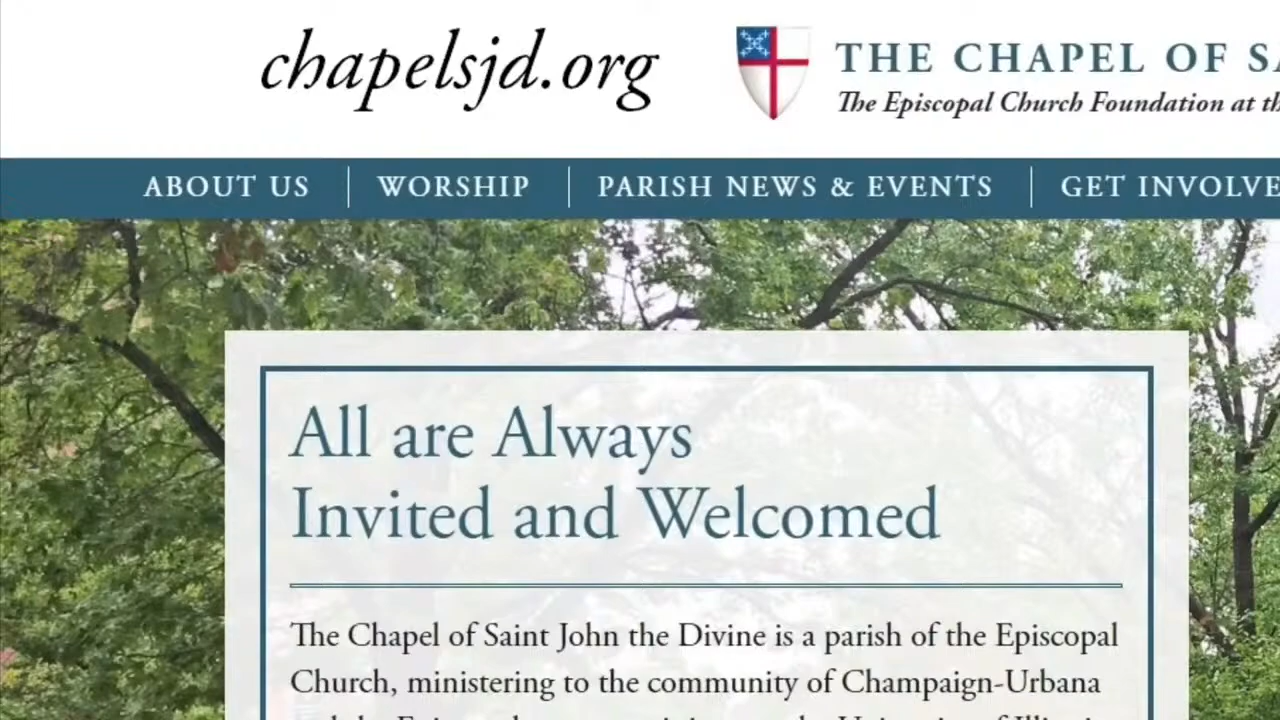 chapelsjd.org
THE CHAPEL OF
The Episcopal Church Foundation at
ABOUT US
WORSHIP
PARISH NEWS & EVENTS
GET
All are Always
Invited and Welcomed
The Chapel of Saint John the Divine is a parish of the Episcopal
Church, ministering to the community of Champaign-Urbana